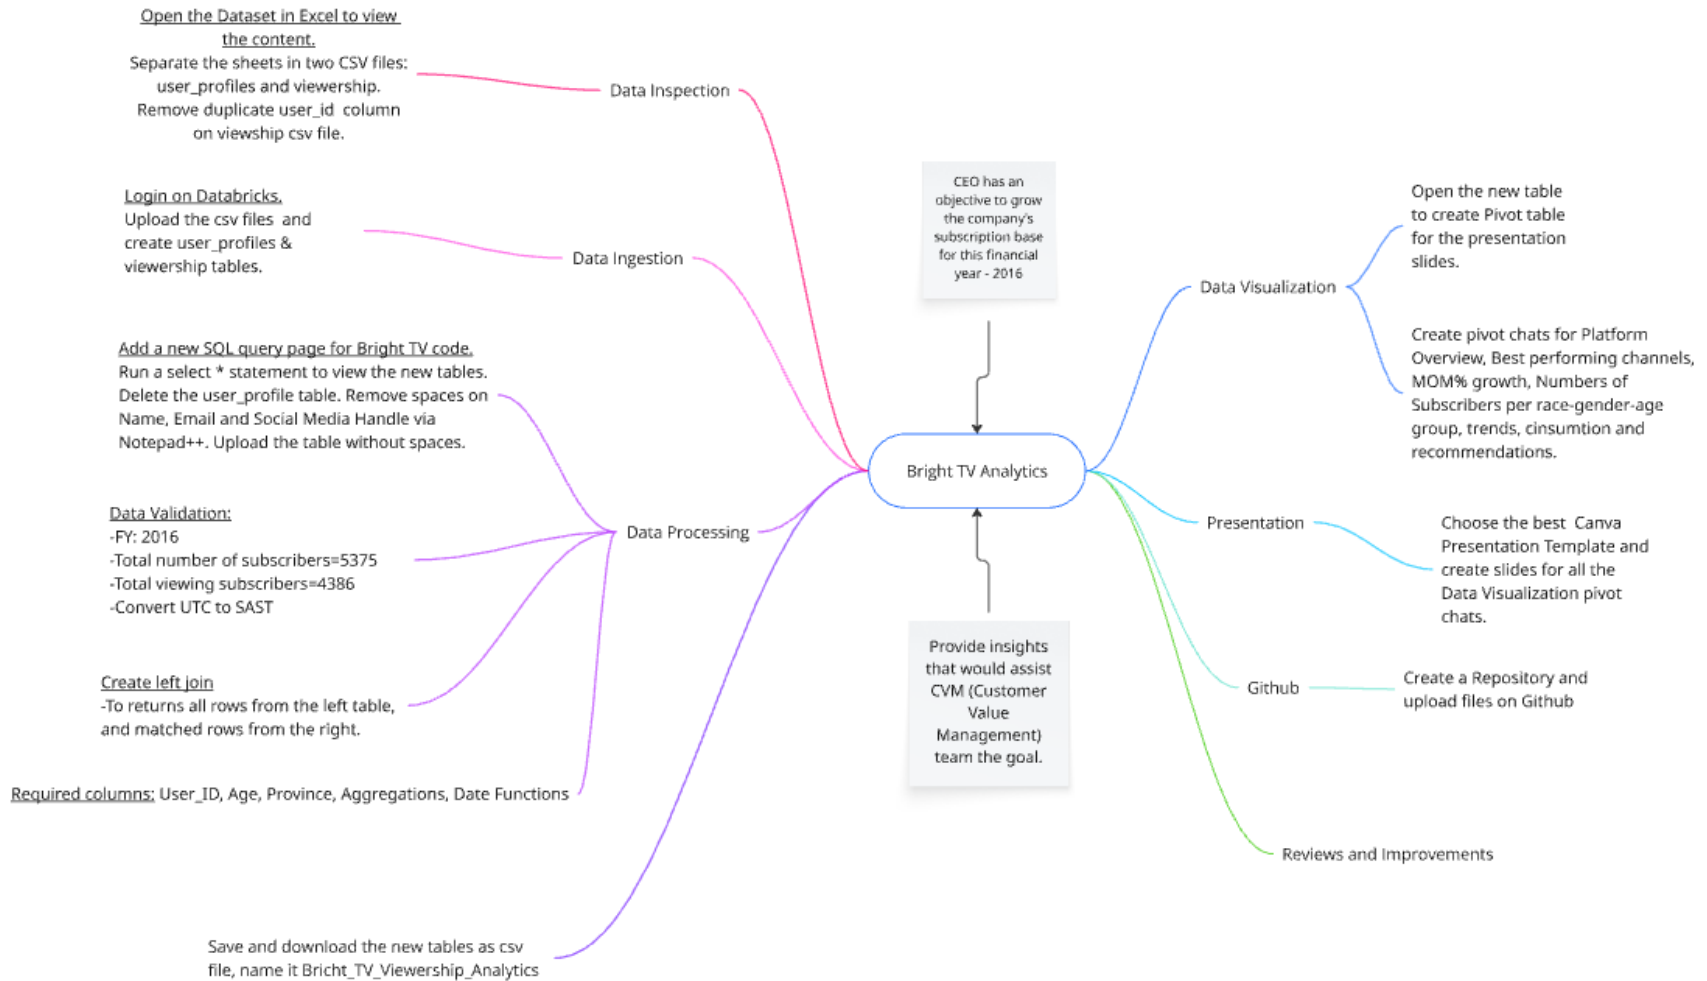 Open the Dataset in Excel to view
the content.
Separate the sheets in two CSV files:
user_profiles and viewership.
Remove duplicate user_id column
on viewship csv file.
Data Inspection
Login on Databricks.
Upload the csv files and
create user_profiles &
viewership tables.
Data Ingestion
Add a new SQL query page for Bright TV code.
Run a select * statement to view the new tables.
Delete the user_profile table. Remove spaces on
Name, Email and Social Media Handle via
Notepad++. Upload the table without spaces.
Data Validation:
-FY: 2016
-Total number of subscribers=5375
-Total viewing subscribers=4386
-Convert UTC to SAST
Data Processing
Create left join
-To returns all rows from the left table,
and matched rows from the right.
Required columns: User_ID, Age, Province, Aggregations, Date Functions
Save and download the new tables as csv
file, name it Bricht_TV_Viewership_Analytics
CEO has an
objective to grow
the company's
subscription base
for this financial
year - 2016
Bright TV Analytics
Provide insights
that would assist
CVM (Customer
Value
Management)
team the goal.
Data Visualization
Open the new table
to create Pivot table
for the presentation
slides.
Create pivot chats for Platform
Overview, Best performing channels,
MOM% growth, Numbers of
Subscribers per race-gender-age
group, trends, cinsumtion and
recommendations.
Presentation
Choose the best Canva
Presentation Template and
create slides for all the
Data Visualization pivot
chats.
Github
Create a Repository and
upload files on Github
Reviews and Improvements